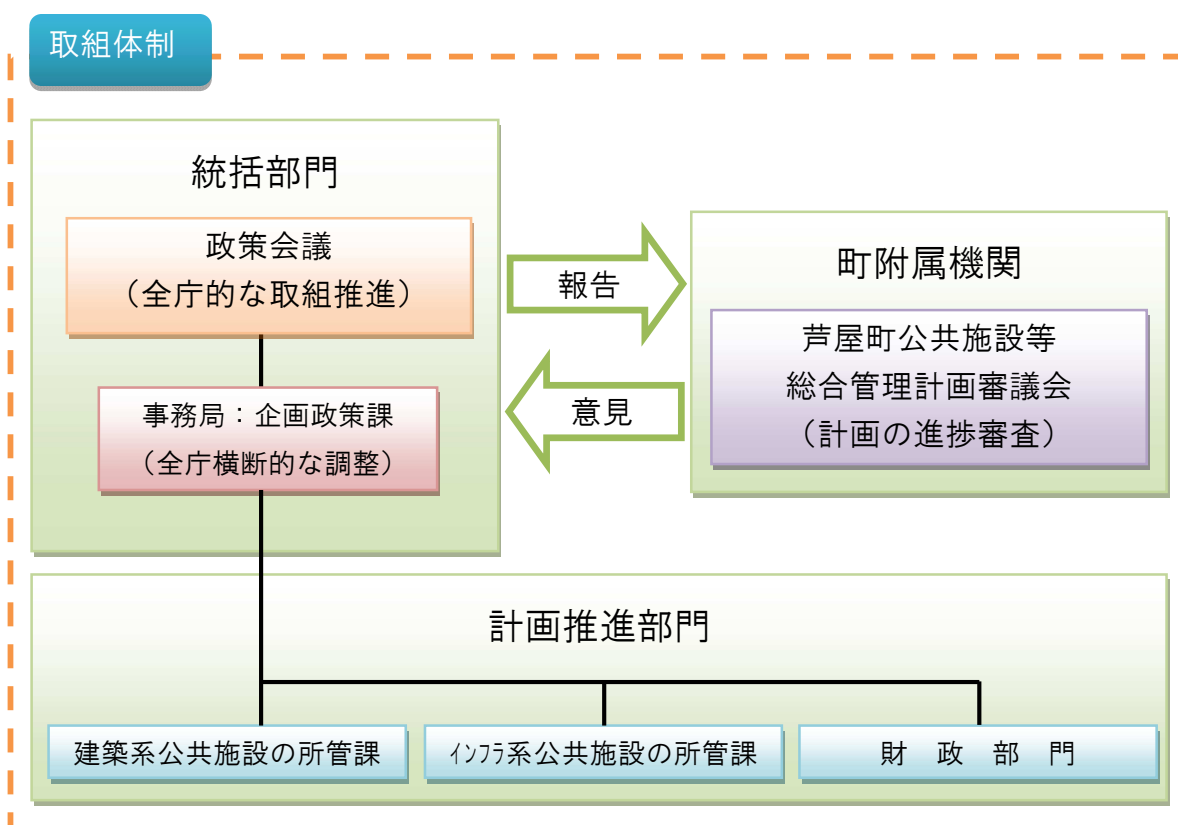 取組体制
統括部門
政策会議
（全庁的な取組推進）
事務局：企画政策課
（全庁横断的な調整）
報告
意見
町附属機関
芦屋町公共施設等
総合管理計画審議会
（計画の進捗審査）
計画推進部門
建築系公共施設の所管課
ｲﾝﾌﾗ系公共施設の所管課
財　政　部　門